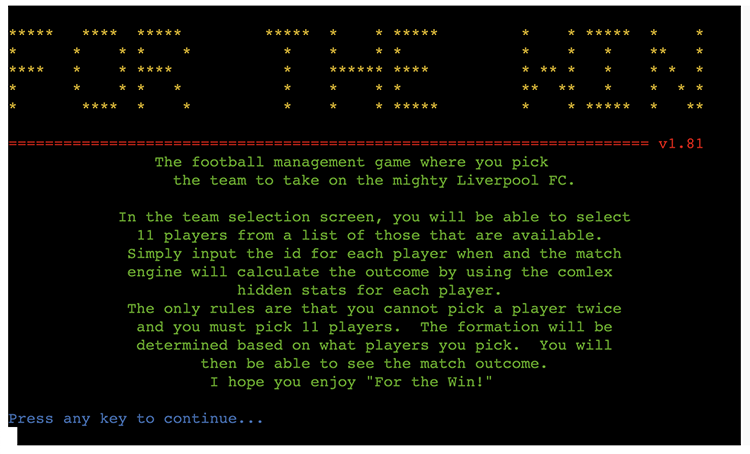 FOR THE WIN
======================================================================= v1.81
The football management game where you pick
the team to take on the mighty Liverpool FC.
In the team selection screen, you will be able to select
11 players from a list of those that are available.
Simply input the id for each player when and the match
engine will calculate the outcome by using the comlex
hidden stats for each player.
The only rules are that you cannot pick a player twice
and you must pick 11 players.  The formation will be
determined based on what players you pick.  You will
then be able to see the match outcome.
I hope you enjoy "For the Win!"
Press any key to continue...